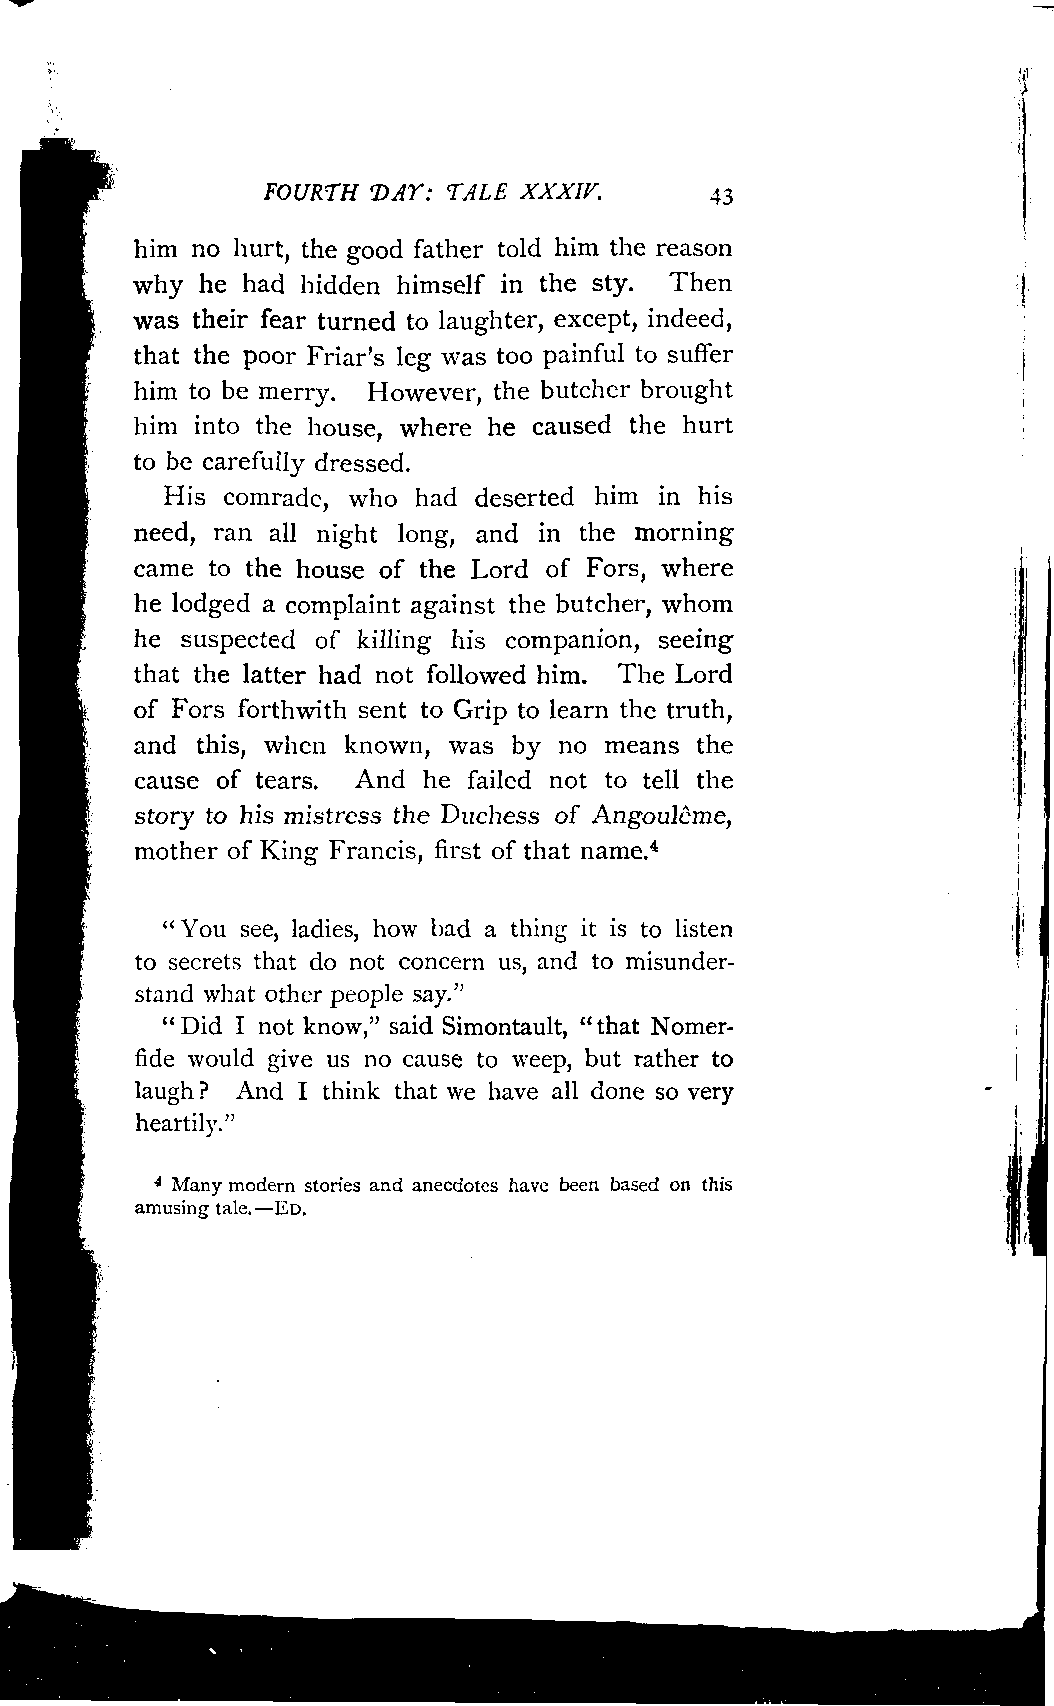 FOURTH DAY: TALE XXXIV. 43
him no hurt, the good father told him the reason
why he had hidden himself in the sty. Then
was their fear turned to laughter, except, indeed,
that the poor Friar's leg was too painful to suffer
him to be merry. However, the butcher brought
him into the house, where he caused the hurt
to be carefully dressed.
His comrade, who had deserted him in his
need, ran all night long, and in the morning
came to the house of the Lord of Fors, where
he lodged a complaint against the butcher, whom
he suspected of killing his companion, seeing
that the latter had not followed him. The Lord
of Fors forthwith sent to Grip to learn the truth,
and this, when known, was by no means the
cause of tears. And he failed not to tell the
story to his mistress the Duchess of Angoulême,
mother of King Francis, first of that name.⁴
"You see, ladies, how bad a thing it is to listen
to secrets that do not concern us, and to misunder-
stand what other people say."
"Did I not know," said Simontault, "that Nomer-
fide would give us no cause to weep, but rather to
laugh? And I think that we have all done so very
heartily."
⁴ Many modern stories and anecdotes have been based on this
amusing tale.—ED.